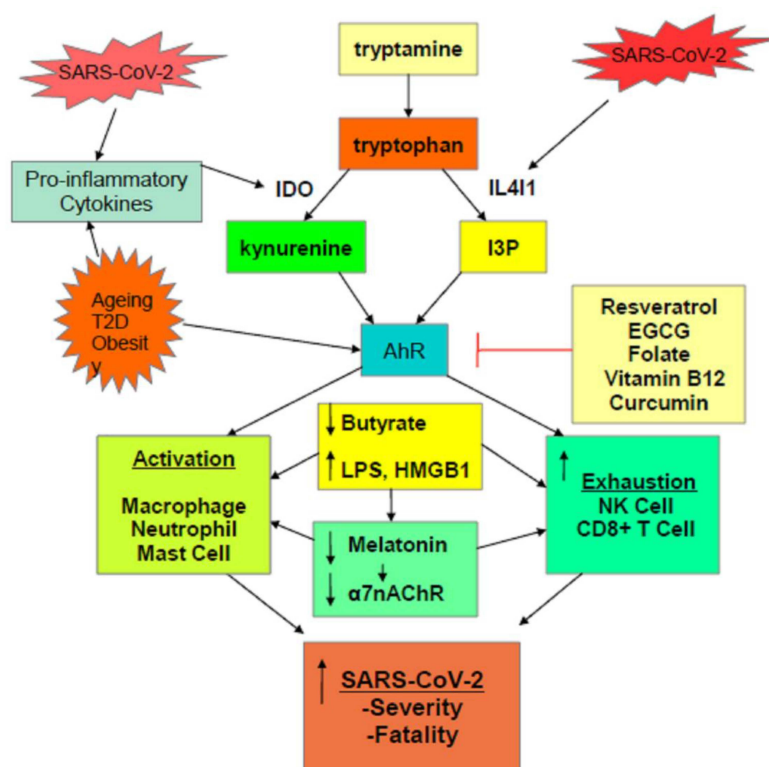 SARS-CoV-2
tryptamine
SARS-CoV-2
tryptophan
Pro-inflammatory
Cytokines
IDO
IL4I1
kynurenine
I3P
Ageing
T2D
Obesit
y
AhR
Resveratrol
EGCG
Folate
Vitamin B12
Curcumin
Activation
Macrophage
Neutrophil
Mast Cell
Butyrate
LPS, HMGB1
Melatonin
α7nAChR
Exhaustion
NK Cell
CD8+ T Cell
SARS-CoV-2
-Severity
-Fatality